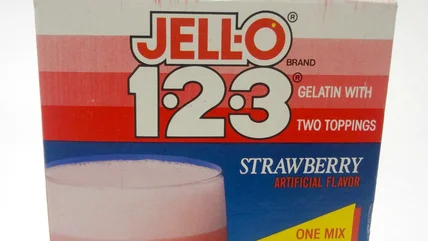 JELL-O®
BRAND
1·2·3®
GELATIN WITH
TWO TOPPINGS
STRAWBERRY
ARTIFICIAL FLAVOR
ONE MIX